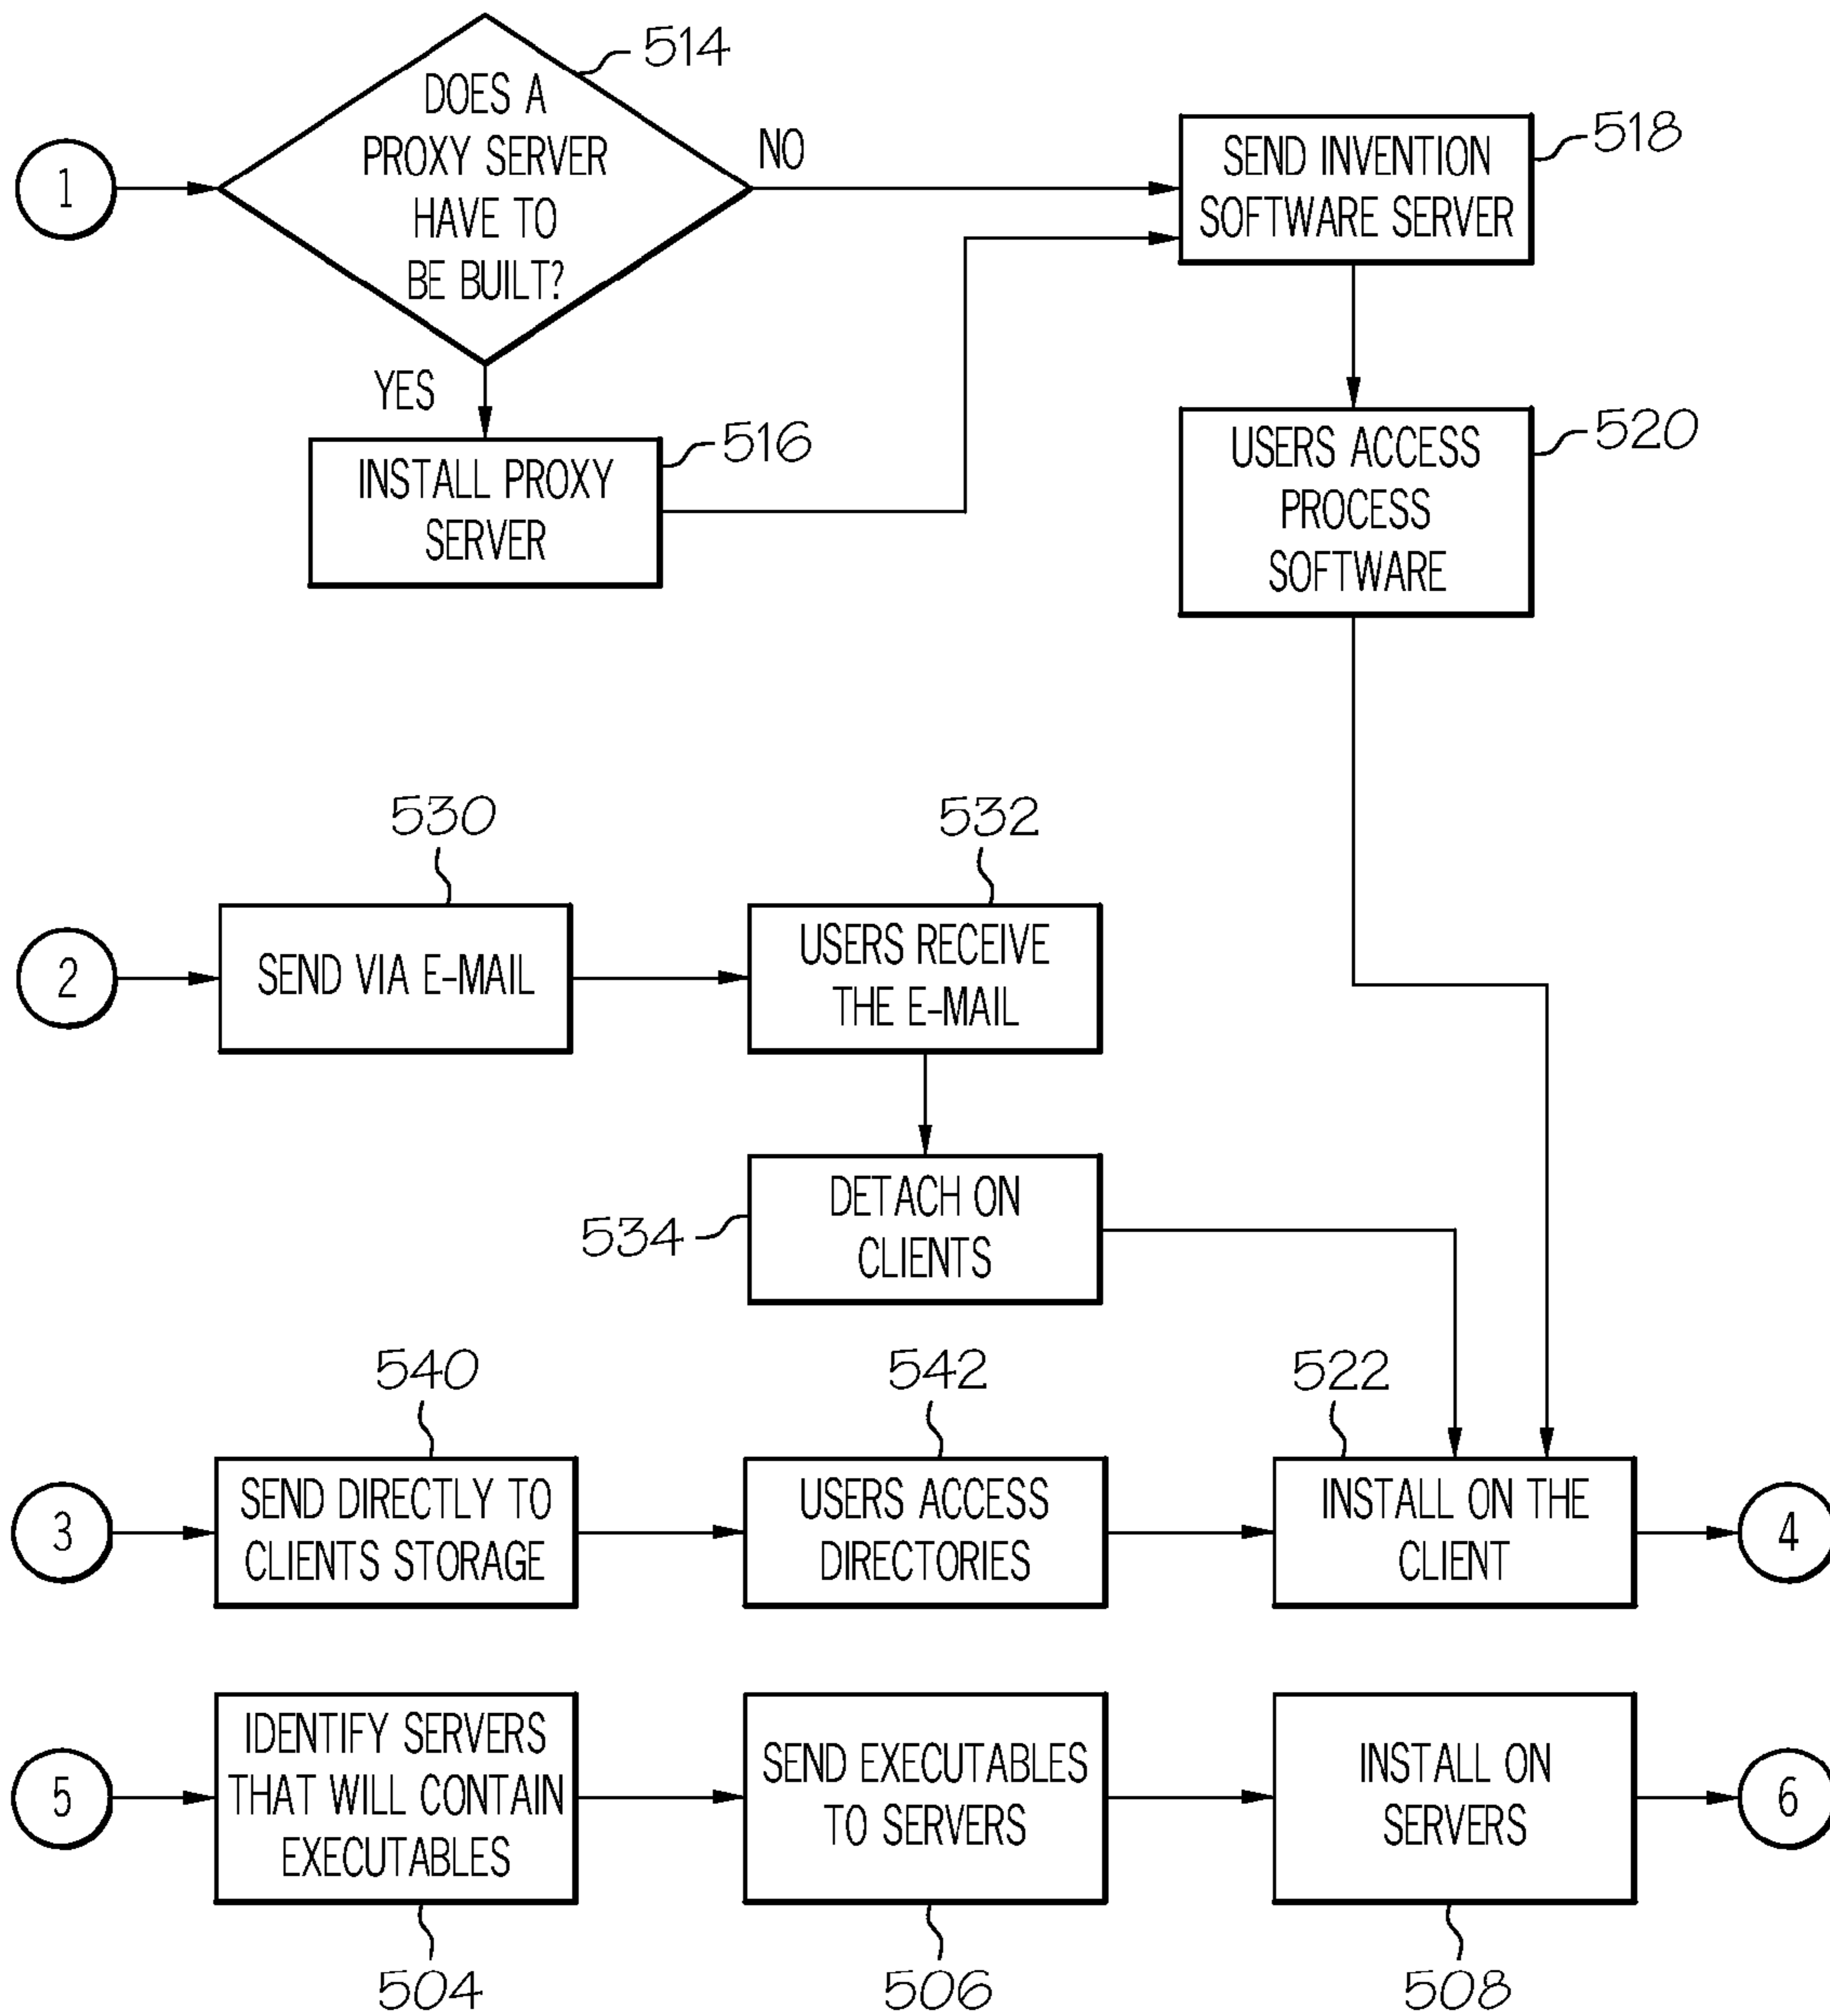 514
DOES A
PROXY SERVER
HAVE TO
BE BUILT?
1
NO
YES
SEND INVENTION
SOFTWARE SERVER
518
516
INSTALL PROXY
SERVER
USERS ACCESS
PROCESS
SOFTWARE
520
530
532
2
SEND VIA E-MAIL
USERS RECEIVE
THE E-MAIL
DETACH ON
CLIENTS
534
540
542
522
3
SEND DIRECTLY TO
CLIENTS STORAGE
USERS ACCESS
DIRECTORIES
INSTALL ON THE
CLIENT
4
5
IDENTIFY SERVERS
THAT WILL CONTAIN
EXECUTABLES
SEND EXECUTABLES
TO SERVERS
INSTALL ON
SERVERS
6
504
506
508